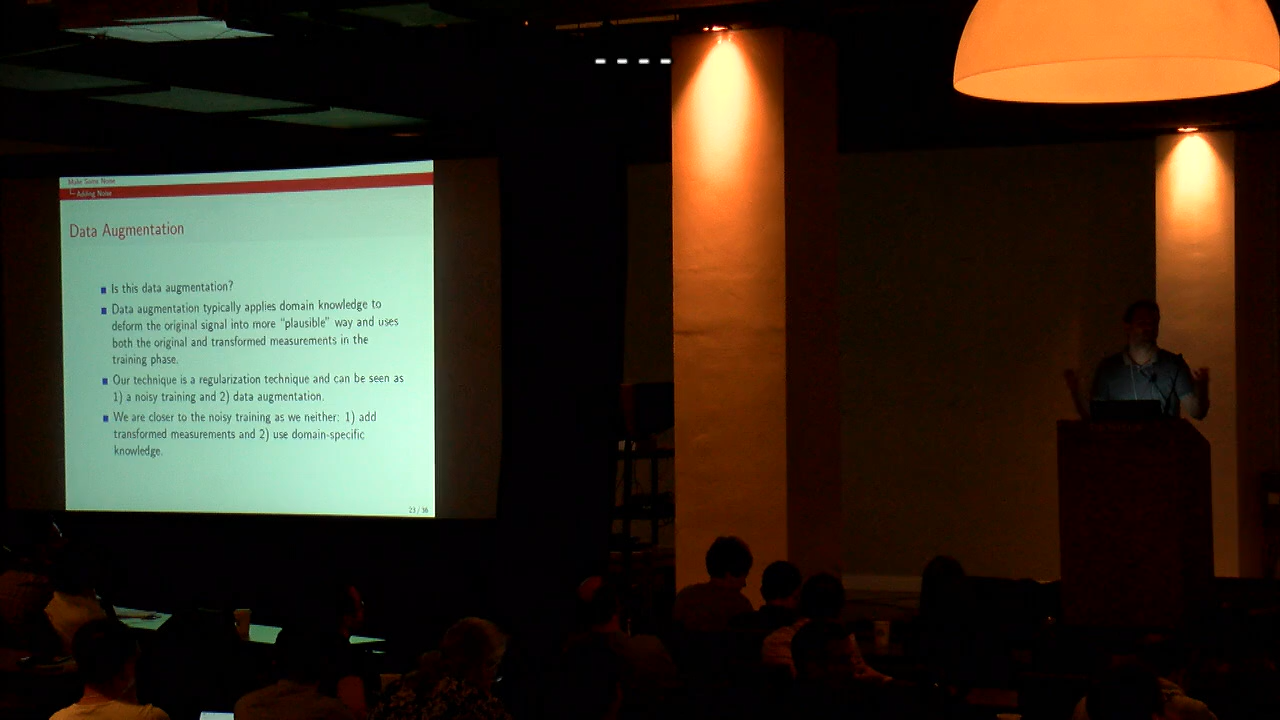 Make Some Noise
Adding Noise
Data Augmentation
Is this data augmentation?
Data augmentation typically applies domain knowledge to
deform the original signal into more "plausible" way and uses
both the original and transformed measurements in the
training phase.
Our technique is a regularization technique and can be seen as
1) a noisy training and 2) data augmentation.
We are closer to the noisy training as we neither: 1) add
transformed measurements and 2) use domain-specific
knowledge.
23 / 36